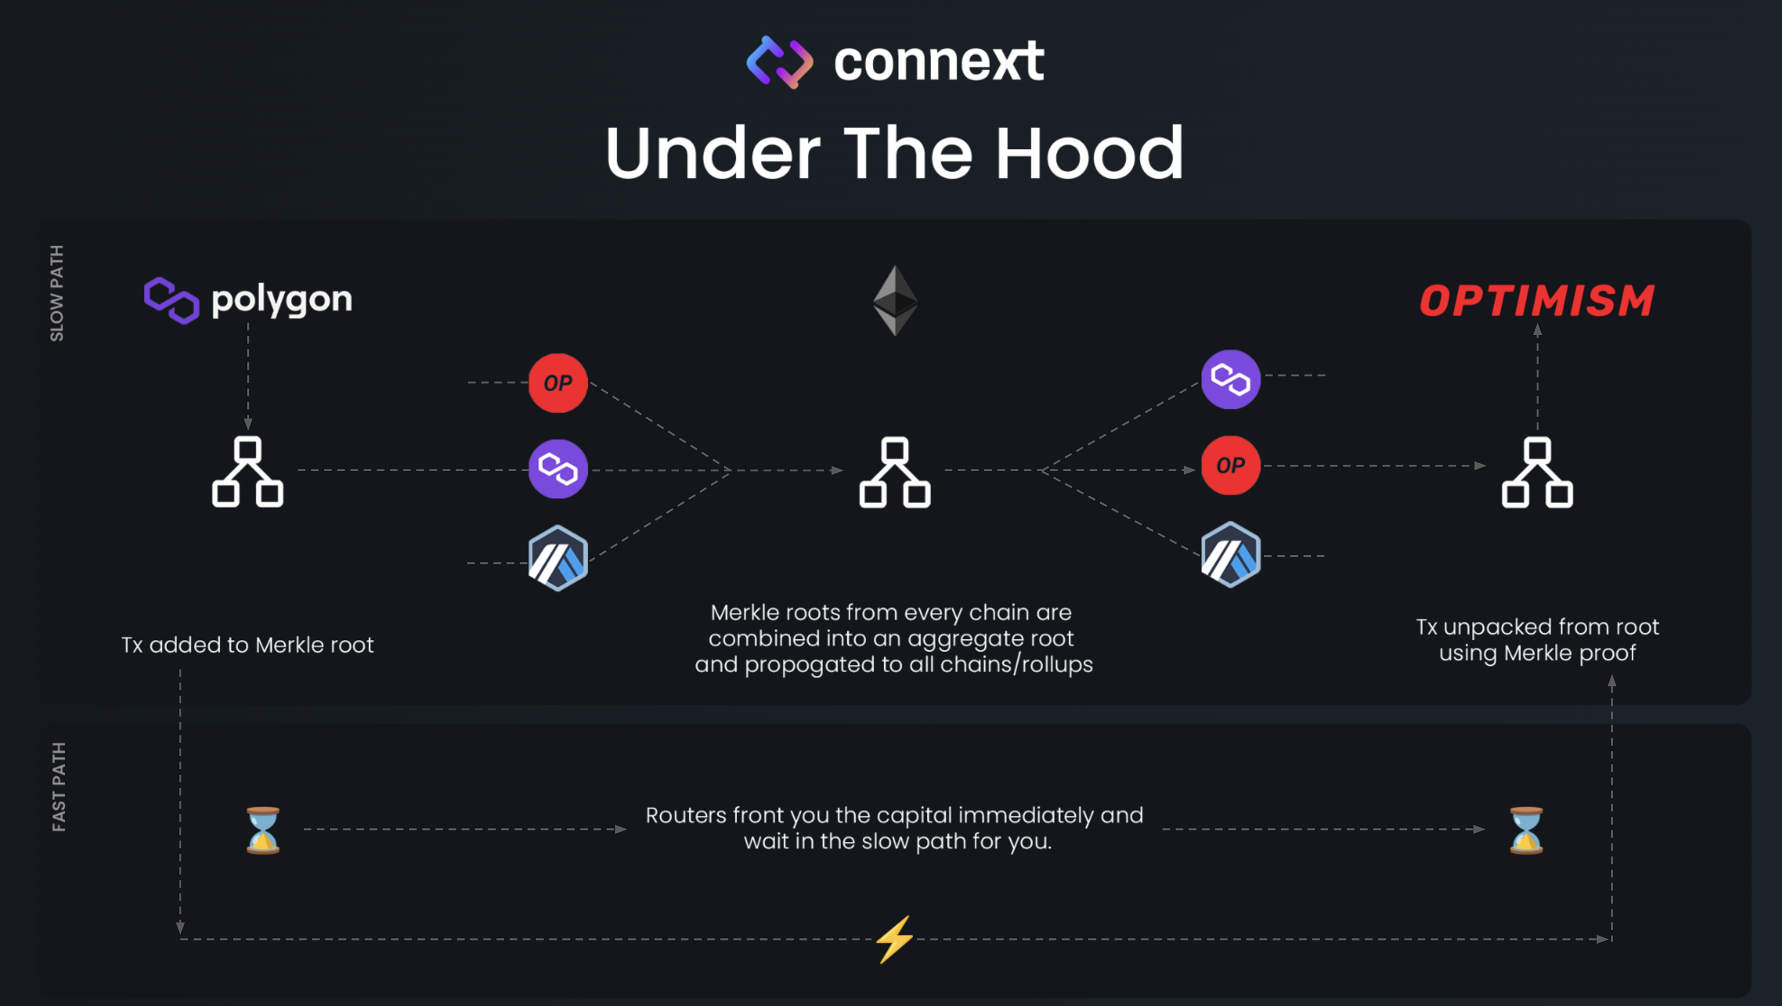 connext
Under The Hood
SLOW PATH
polygon
OPTIMISM
OP
OP
Merkle roots from every chain are
combined into an aggregate root
and propogated to all chains/rollups
Tx added to Merkle root
Tx unpacked from root
using Merkle proof
FAST PATH
Routers front you the capital immediately and
wait in the slow path for you.